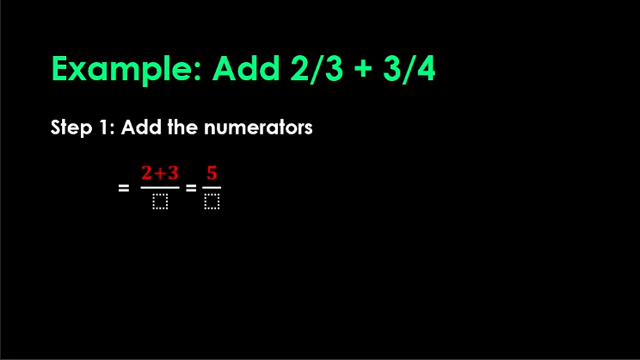 Example: Add 2/3 + 3/4
Step 1: Add the numerators
= 2+3/⬚ = 5/⬚